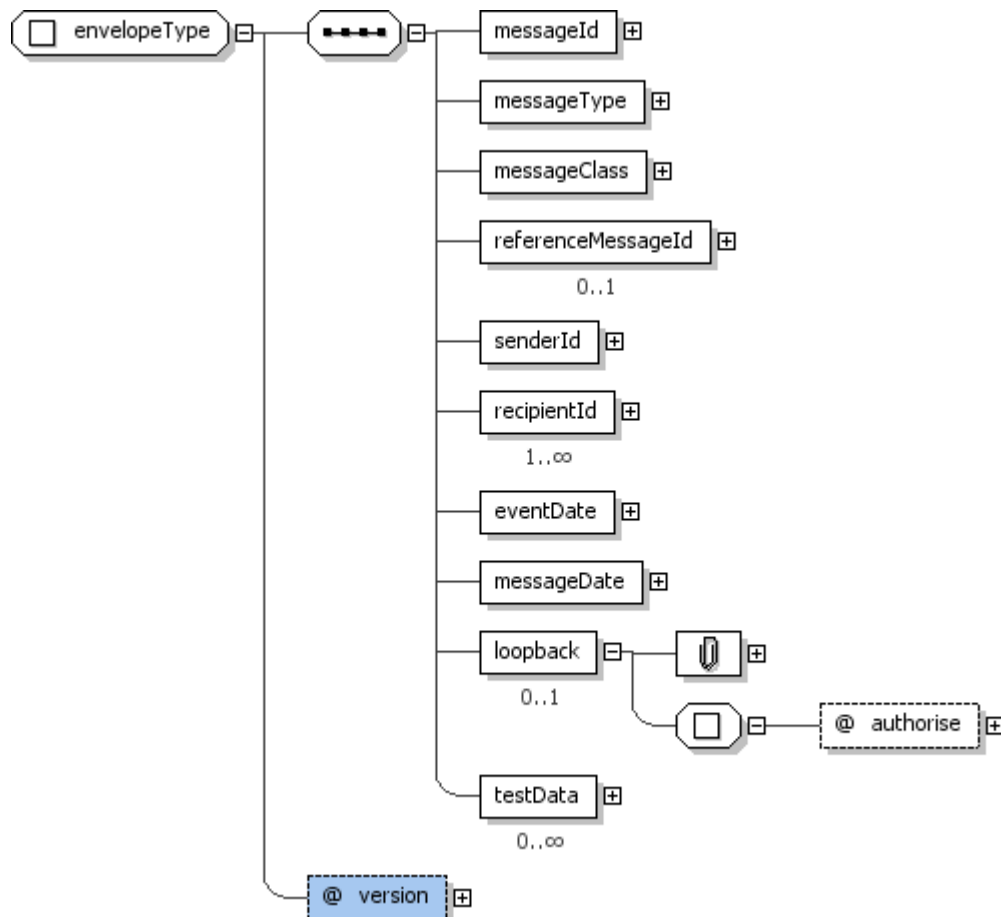 envelopeType
messageId
messageType
messageClass
referenceMessageId
0..1
senderId
recipientId
1..∞
eventDate
messageDate
loopback
0..1
@ authorise
testData
0..∞
@ version